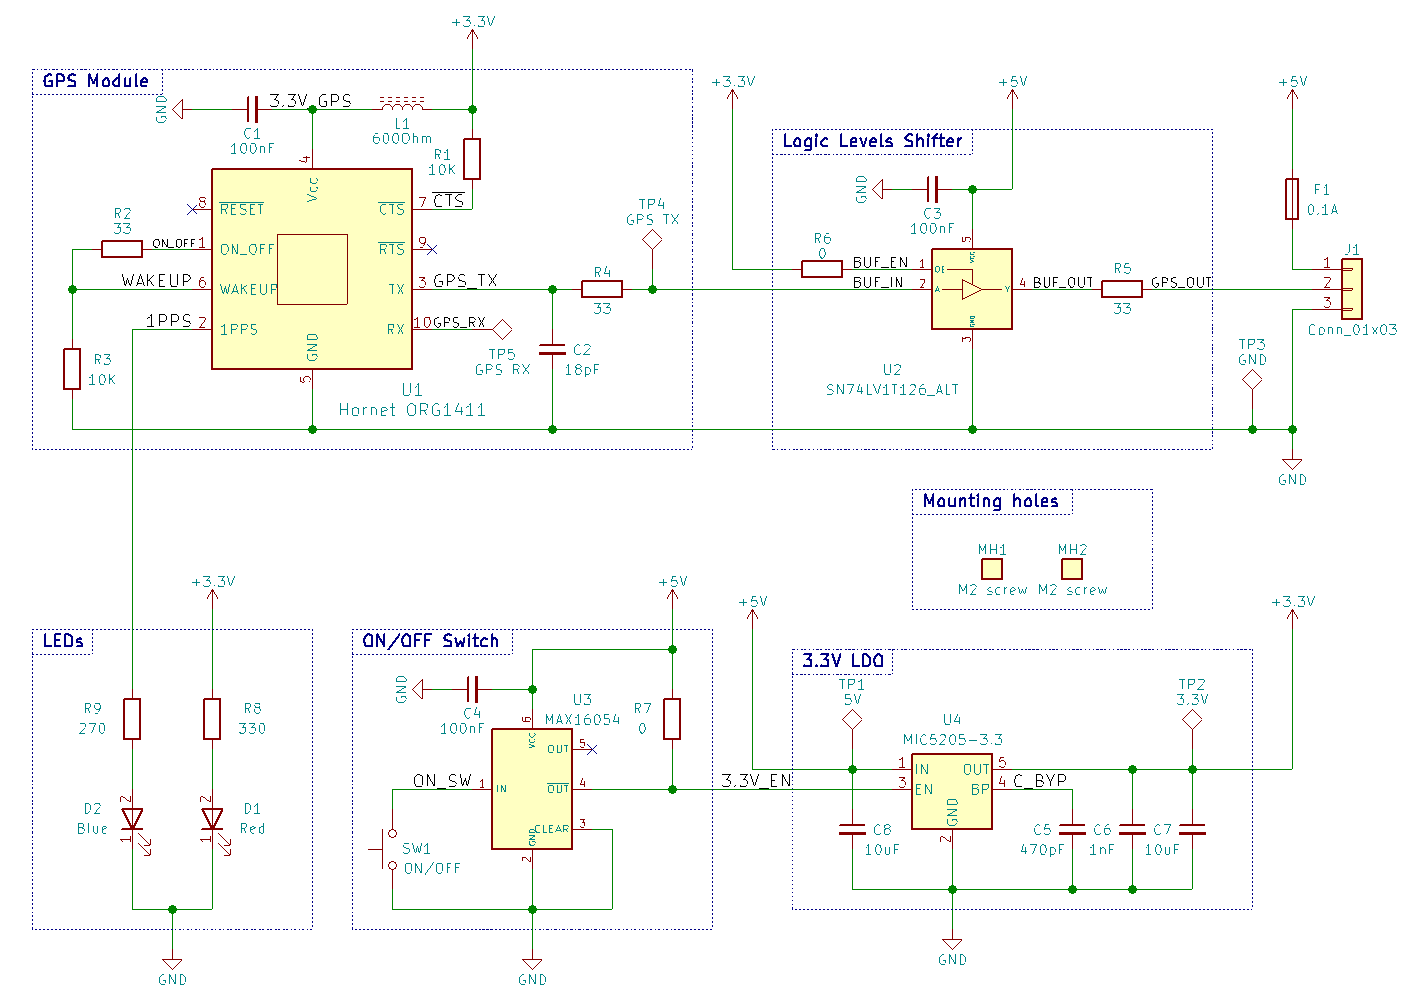 +3.3V
GPS Module
GND
C1
100nF
3.3V_GPS
L1
600Ohm
R1
10K
4
Vcc
8
RESET
CTS
7
CTS
R2
33
ON_OFF
1
ON_OFF
RTS
9
WAKEUP
6
WAKEUP
TX
3
GPS_TX
1PPS
2
1PPS
RX
10
GPS_RX
GND
5
R3
10K
U1
Hornet ORG1411
TP5
GPS RX
C2
18pF
R4
33
TP4
GPS TX
+3.3V
+5V
+5V
Logic Levels Shifter
GND
C3
100nF
R6
0
BUF_EN
1
OE
BUF_IN
2
A
5
VCC
Y
4
BUF_OUT
GND
3
R5
33
GPS_OUT
U2
SN74LV1T126_ALT
F1
0.1A
J1
1
2
3
Conn_01x03
TP3
GND
GND
Mounting holes
MH1
MH2
M2 screw
M2 screw
+3.3V
LEDs
R9
270
R8
330
D2
Blue
2
1
2
1
D1
Red
GND
+5V
ON/OFF Switch
GND
C4
100nF
U3
MAX16054
6
VCC
OUT
5
R7
0
ON_SW
1
IN
OUT
4
CLEAR
3
GND
2
SW1
ON/OFF
GND
3.3V_EN
+5V
+3.3V
3.3V LDO
TP1
5V
TP2
3.3V
U4
MIC5205-3.3
1
IN
OUT
5
3
EN
BP
4
C_BYP
GND
2
C8
10uF
C5
470pF
C6
1nF
C7
10uF
GND